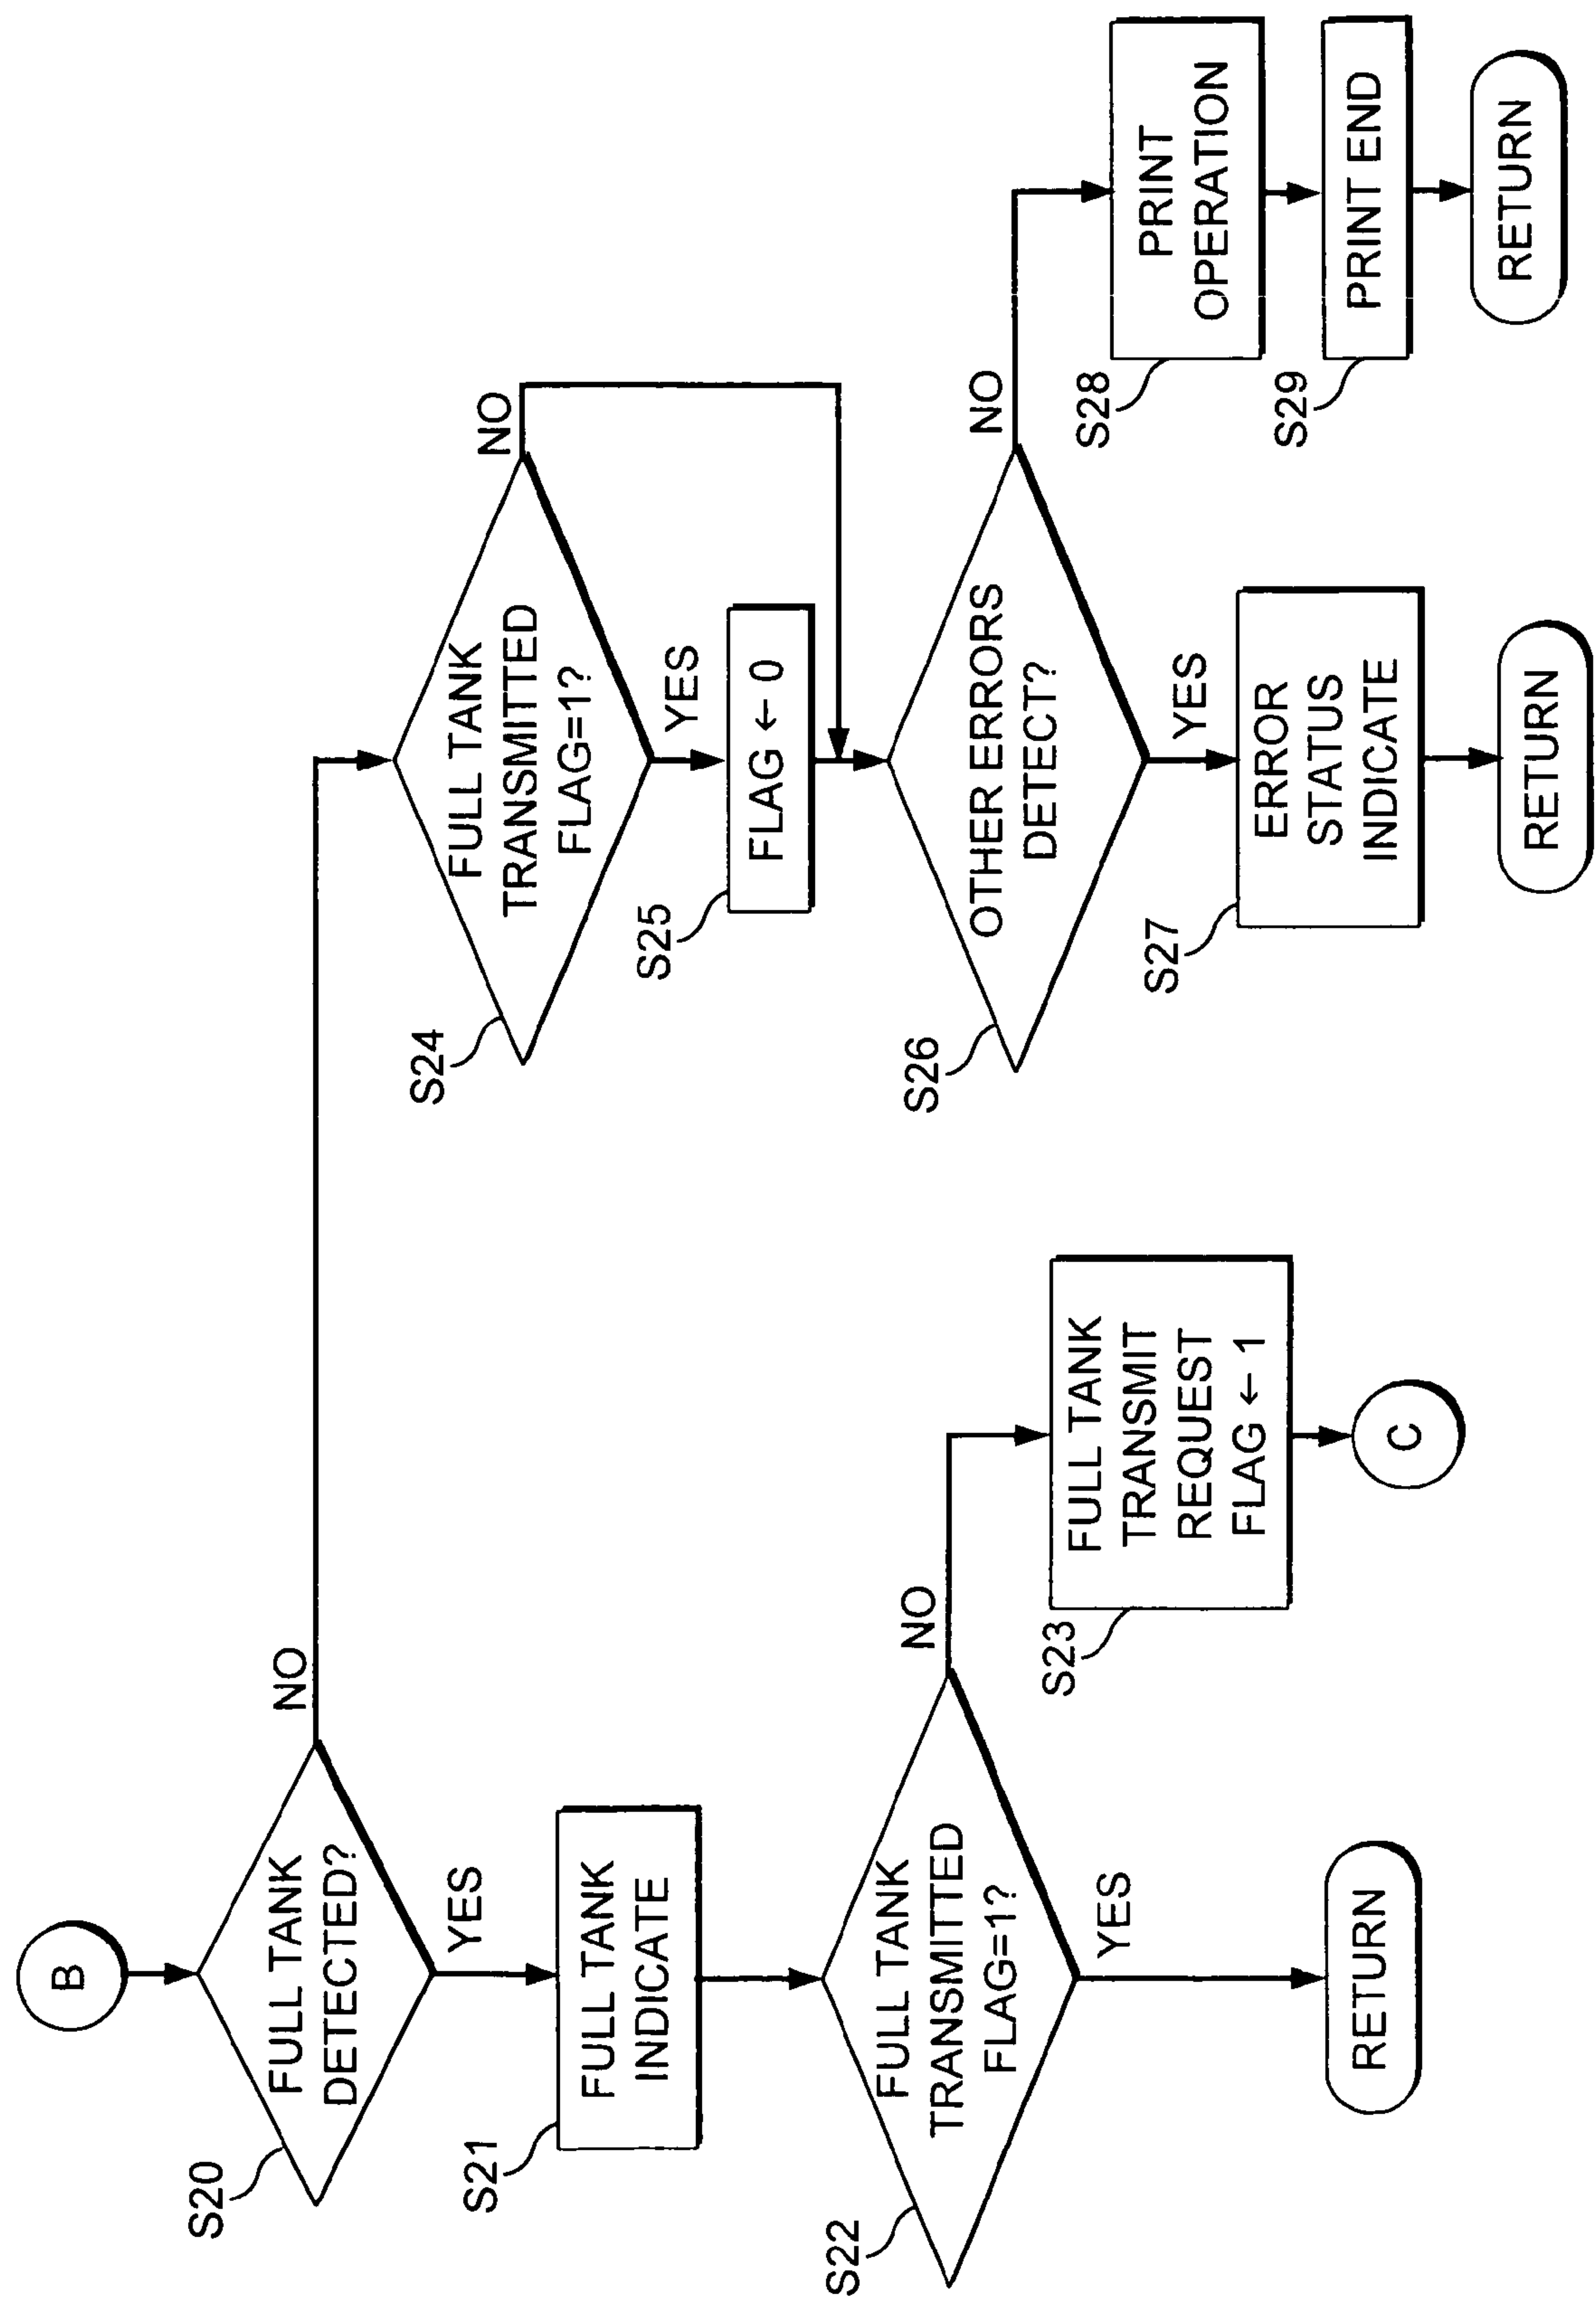 B
S20
FULL TANK
DETECTED?
NO
YES
S21
FULL TANK
INDICATE
S22
FULL TANK
TRANSMITTED
FLAG=1?
NO
YES
S23
FULL TANK
TRANSMIT
REQUEST
FLAG ← 1
C
RETURN
S24
FULL TANK
TRANSMITTED
FLAG=1?
NO
YES
S25
FLAG ← 0
S26
OTHER ERRORS
DETECT?
NO
YES
S27
ERROR
STATUS
INDICATE
RETURN
S28
PRINT
OPERATION
S29
PRINT END
RETURN